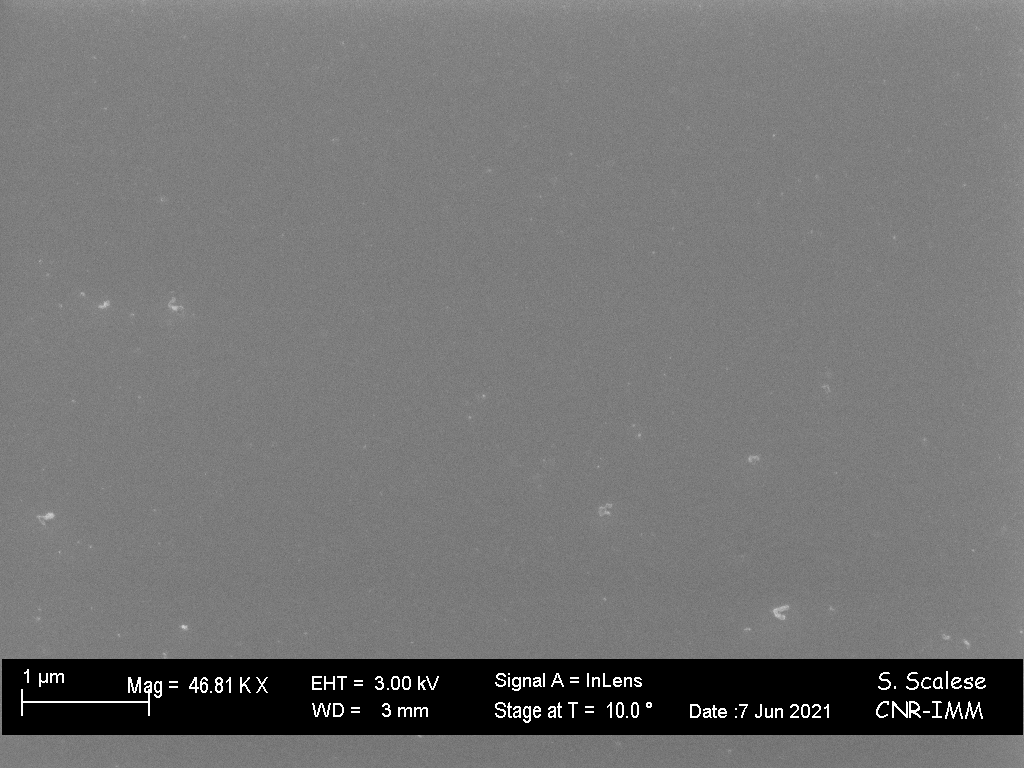 1 µm
Mag = 46.81 K X
EHT = 3.00 kV
WD = 3 mm
Signal A = InLens
Stage at T = 10.0 °
Date :7 Jun 2021
S. Scalese
CNR-IMM